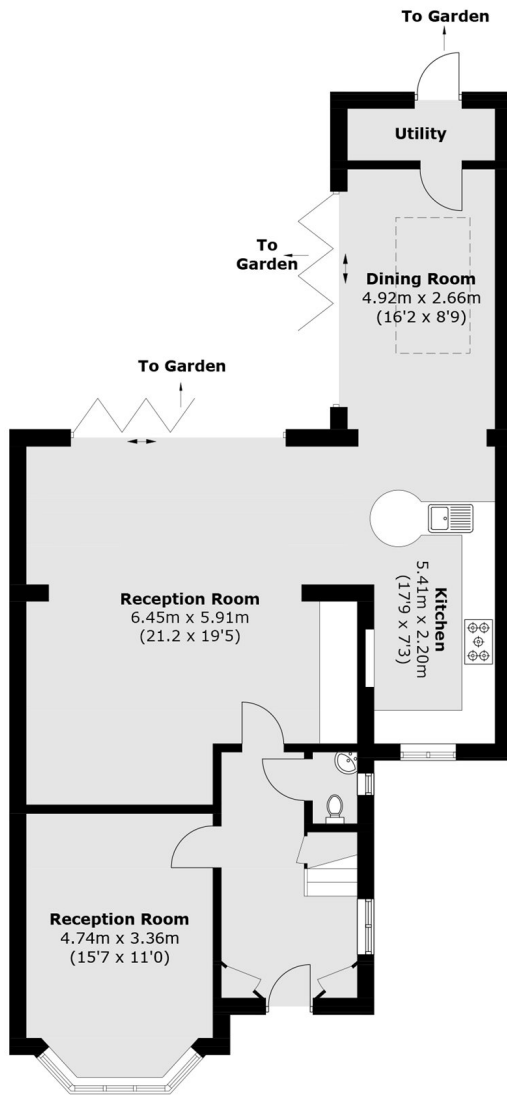 To Garden
Utility
To
Garden
Dining Room
4.92m x 2.66m
(16'2 x 8'9)
To Garden
Kitchen
5.41m x 2.20m
(17'9 x 7'3)
Reception Room
6.45m x 5.91m
(21.2 x 19'5)
Reception Room
4.74m x 3.36m
(15'7 x 11'0)